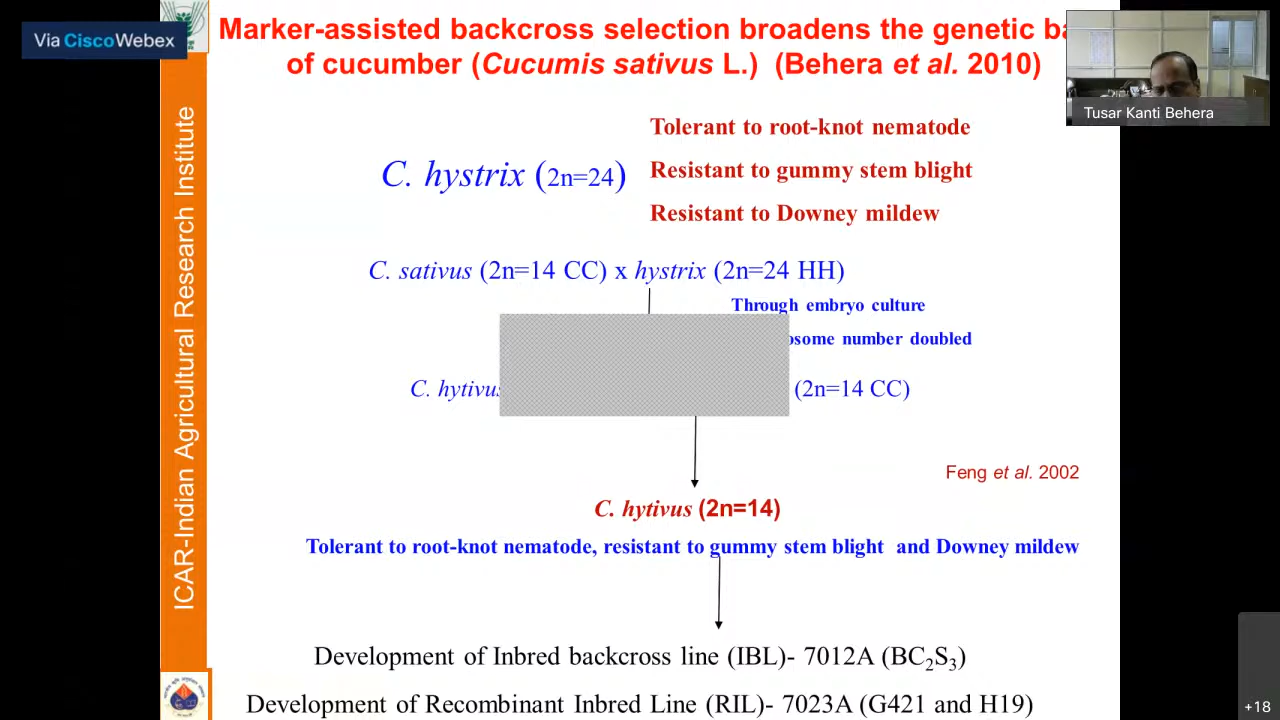 Via Cisco Webex
Marker-assisted backcross selection broadens the genetic
of cucumber (Cucumis sativus L.) (Behera et al. 2010)
Tusar Kanti Behera
ICAR-Indian Agricultural Research Institute
Tolerant to root-knot nematode
C. hystrix (2n=24)
Resistant to gummy stem blight
Resistant to Downey mildew
C. sativus (2n=14 CC) x hystrix (2n=24 HH)
Through embryo culture
number doubled
C. (2n=14 CC)
Feng et al. 2002
C. hytivus (2n=14)
Tolerant to root-knot nematode, resistant to gummy stem blight and Downey mildew
Development of Inbred backcross line (IBL)- 7012A (BC2S3)
Development of Recombinant Inbred Line (RIL)- 7023A (G421 and H19)
+18